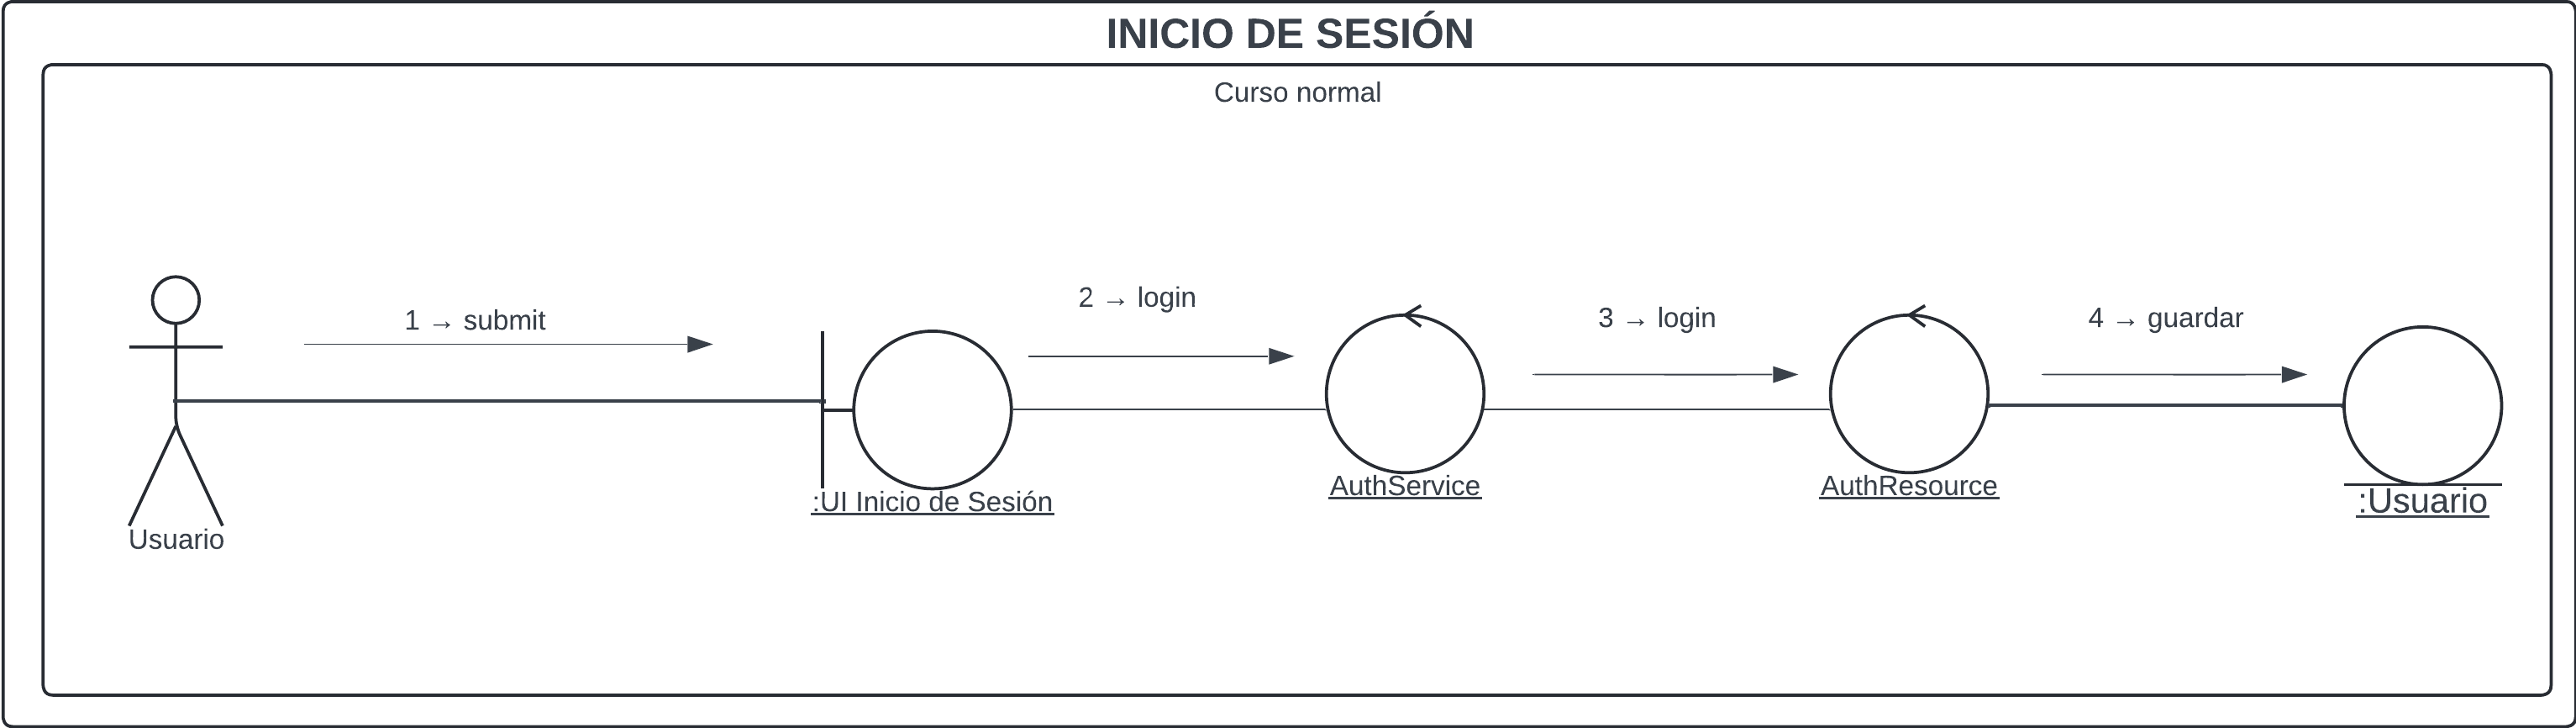 INICIO DE SESIÓN
Curso normal
1 → submit
2 → login
3 → login
4 → guardar
Usuario
:UI Inicio de Sesión
AuthService
AuthResource
:Usuario